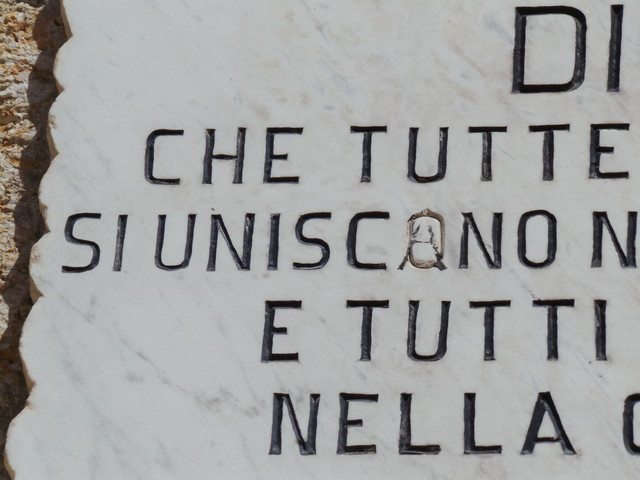 DI
CHE TUTTE
SI UNISCANO N
E TUTTI I
NELLA